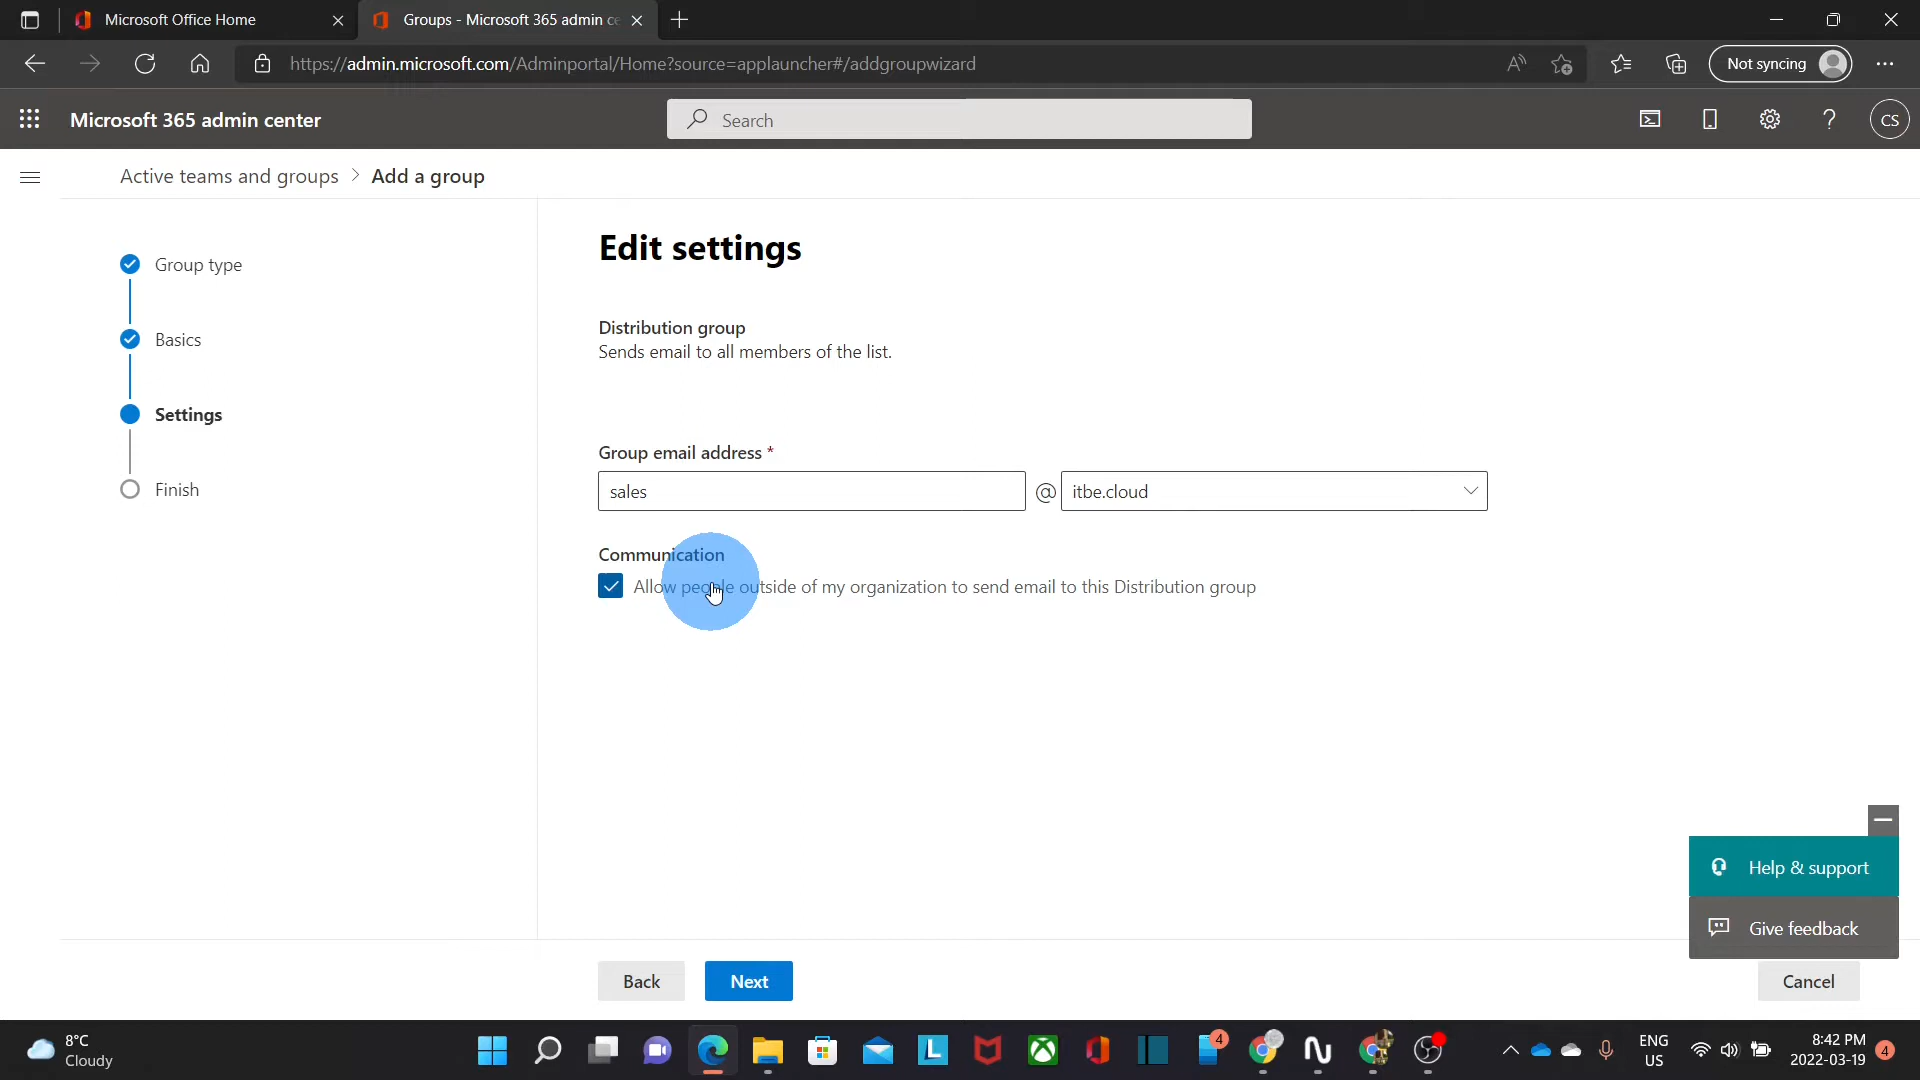 Microsoft Office Home
Groups - Microsoft 365 admin ce
https://admin.microsoft.com/Adminportal/Home?source=applauncher#/addgroupwizard
Not syncing
Microsoft 365 admin center
Search
CS
Active teams and groups > Add a group
Group type
Basics
Settings
Finish
Edit settings
Distribution group
Sends email to all members of the list.
Group email address *
sales @ itbe.cloud
Communication
Allow people outside of my organization to send email to this Distribution group
Help & support
Give feedback
Back
Next
Cancel
8°C
Cloudy
L
4
ENG
US
8:42 PM
2022-03-19
4